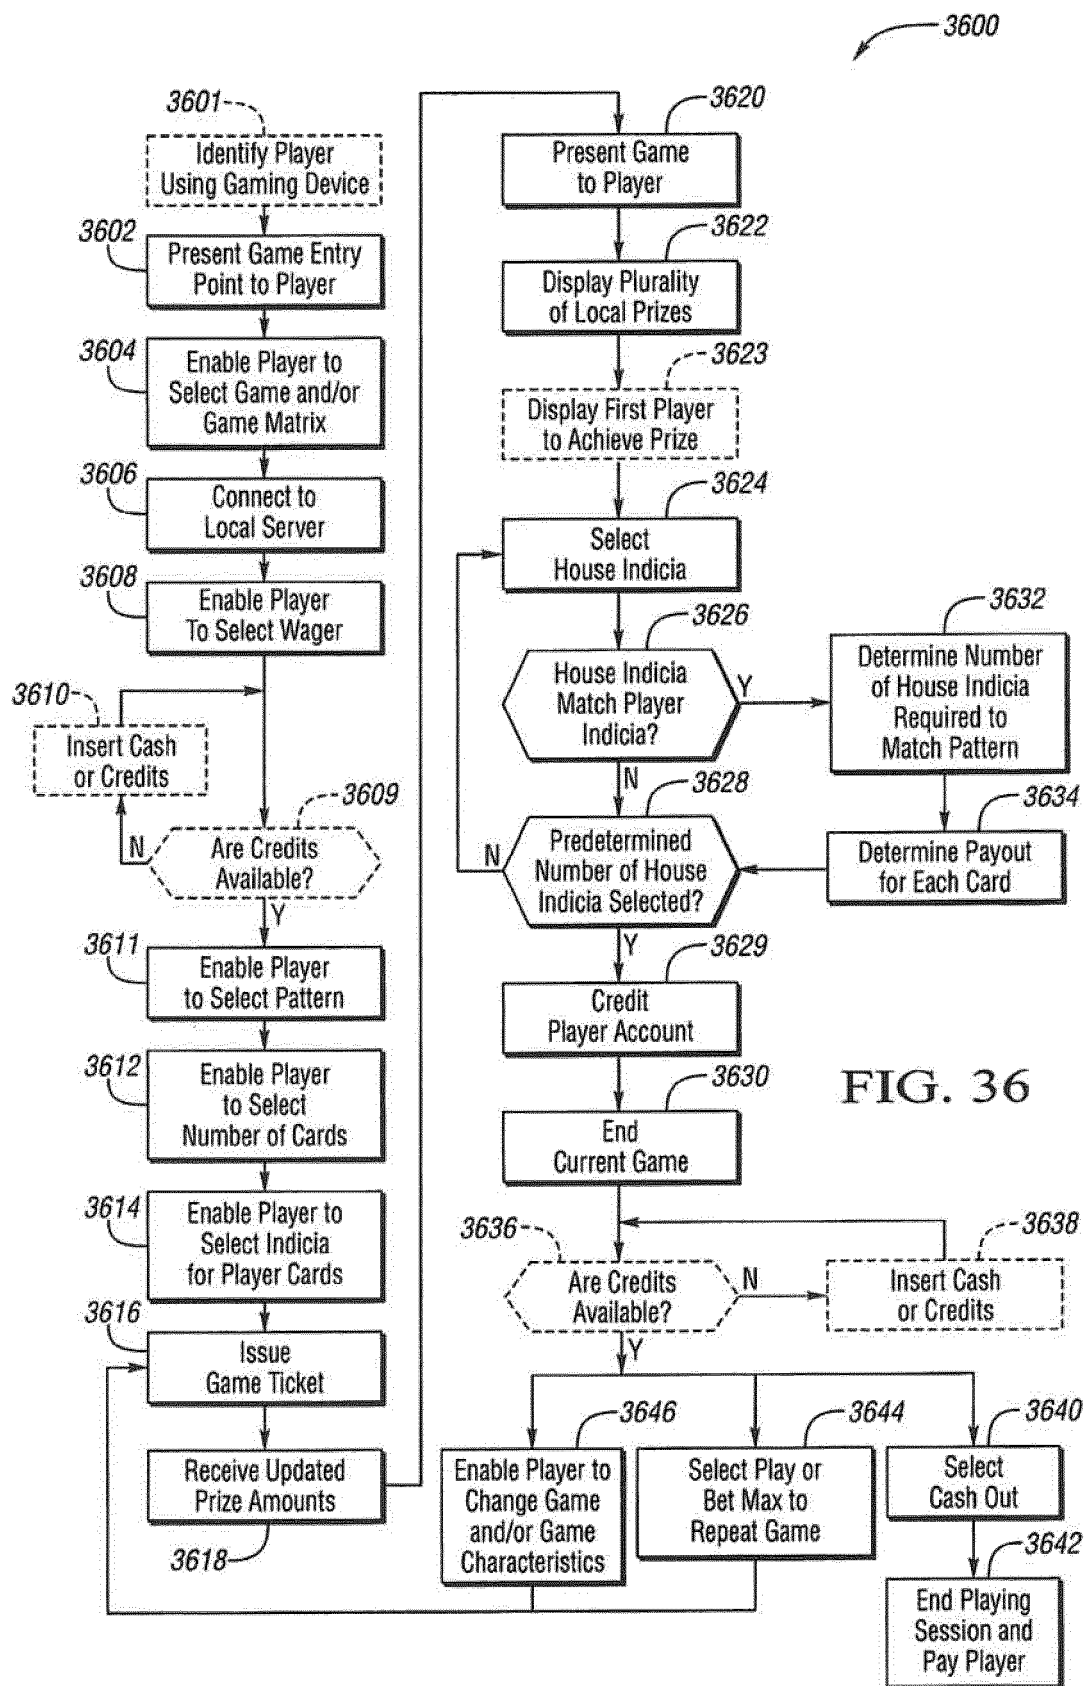 3600
3601
Identify Player
Using Gaming Device
3602
Present Game Entry
Point to Player
3604
Enable Player to
Select Game and/or
Game Matrix
3606
Connect to
Local Server
3608
Enable Player
To Select Wager
3610
Insert Cash
or Credits
3609
Are Credits
Available?
N
Y
3611
Enable Player
to Select Pattern
3612
Enable Player
to Select
Number of Cards
3614
Enable Player to
Select Indicia
for Player Cards
3616
Issue
Game Ticket
Receive Updated
Prize Amounts
3618
3620
Present Game
to Player
3622
Display Plurality
of Local Prizes
3623
Display First Player
to Achieve Prize
3624
Select
House Indicia
3626
House Indicia
Match Player
Indicia?
Y
N
3632
Determine Number
of House Indicia
Required to
Match Pattern
3634
Determine Payout
for Each Card
3628
Predetermined
Number of House
Indicia Selected?
N
Y
3629
Credit
Player Account
3630
End
Current Game
FIG. 36
3636
Are Credits
Available?
N
Y
3638
Insert Cash
or Credits
3646
Enable Player to
Change Game
and/or Game
Characteristics
3644
Select Play or
Bet Max to
Repeat Game
3640
Select
Cash Out
3642
End Playing
Session and
Pay Player